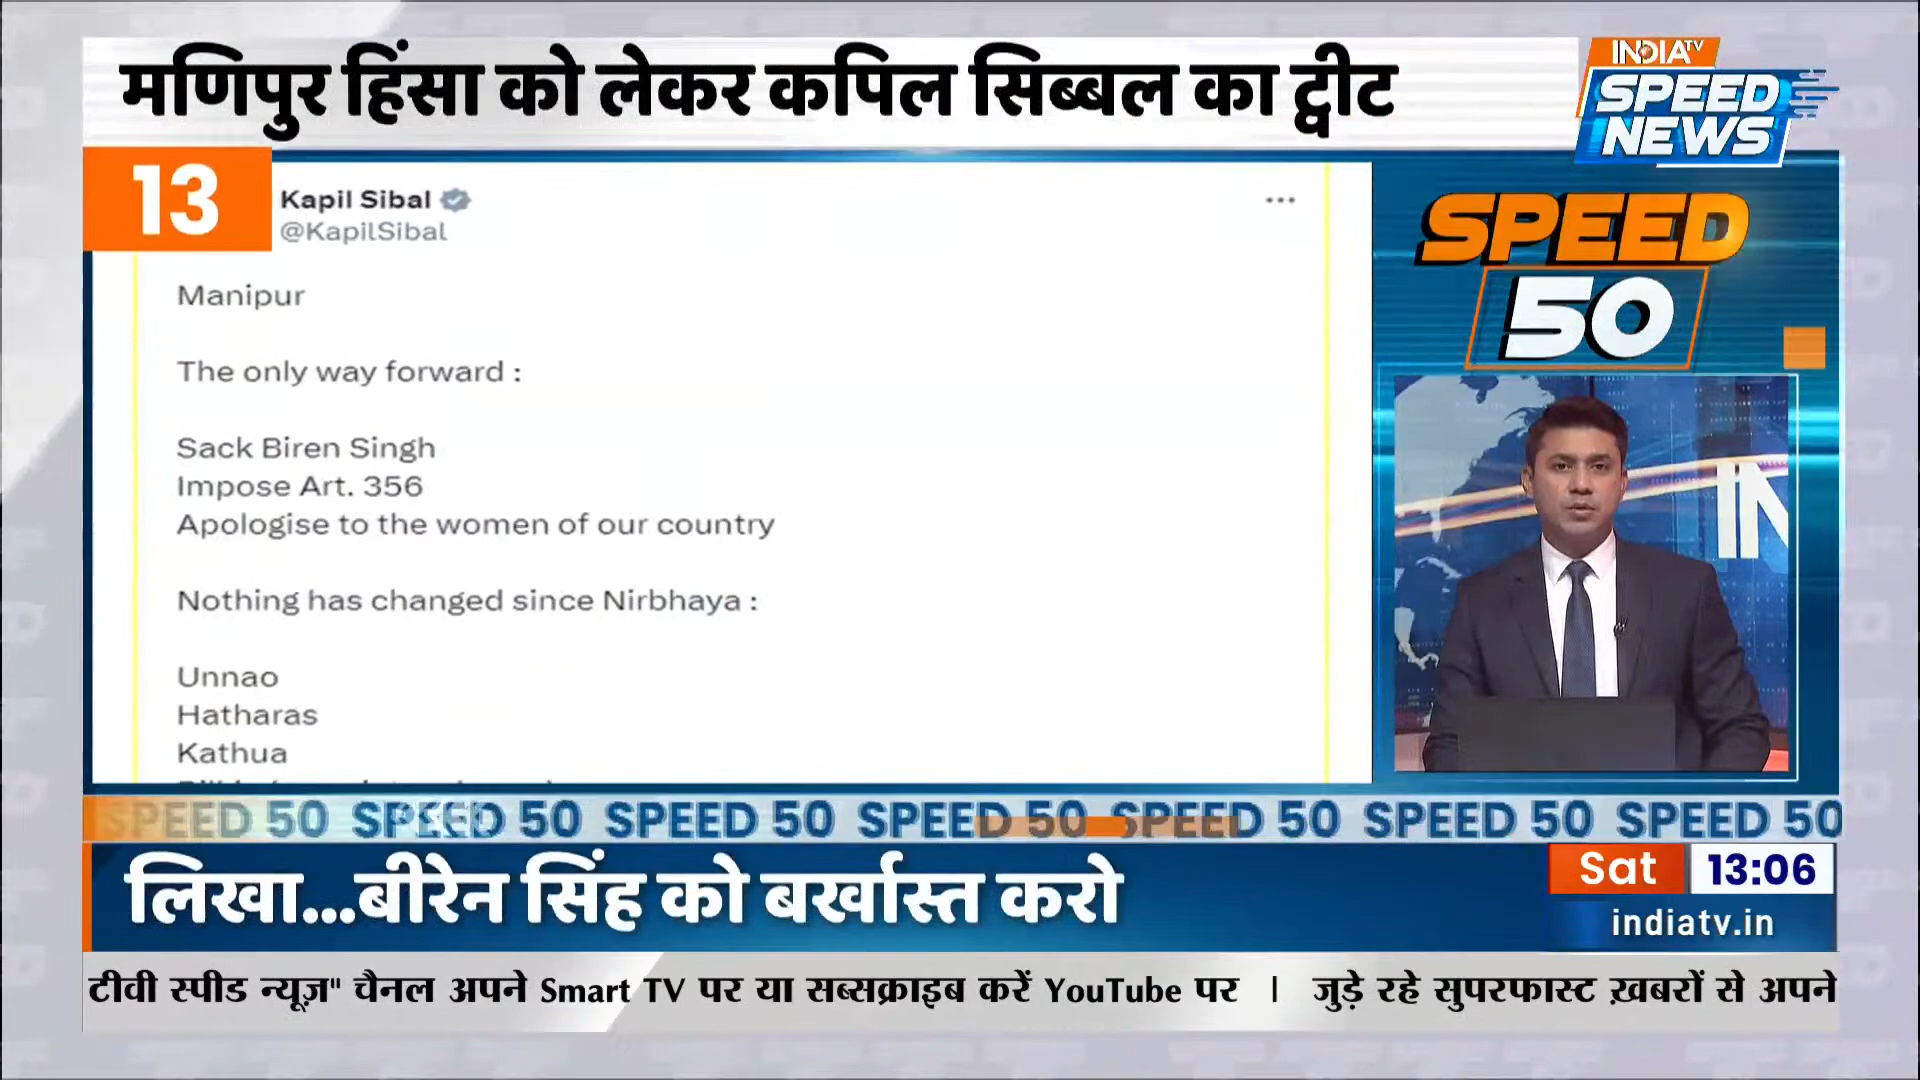 मणिपुर हिंसा को लेकर कपिल सिब्बल का ट्वीट
INDIA TV
SPEED
NEWS
13
Kapil Sibal
@KapilSibal
Manipur
The only way forward :
Sack Biren Singh
Impose Art. 356
Apologise to the women of our country
Nothing has changed since Nirbhaya :
Unnao
Hatharas
Kathua
SPEED
50
IN
SPEED 50 SPEED 50 SPEED 50 SPEED 50 SPEED 50 SPEED 50 SPEED 50
लिखा...बीरेन सिंह को बर्खास्त करो
Sat 13:06
indiatv.in
टीवी स्पीड न्यूज़" चैनल अपने Smart TV पर या सब्सक्राइब करें YouTube पर | जुड़े रहे सुपरफास्ट ख़बरों से अपने